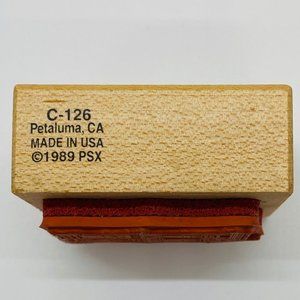 C-126
Petaluma, CA
MADE IN USA
©1989 PSX